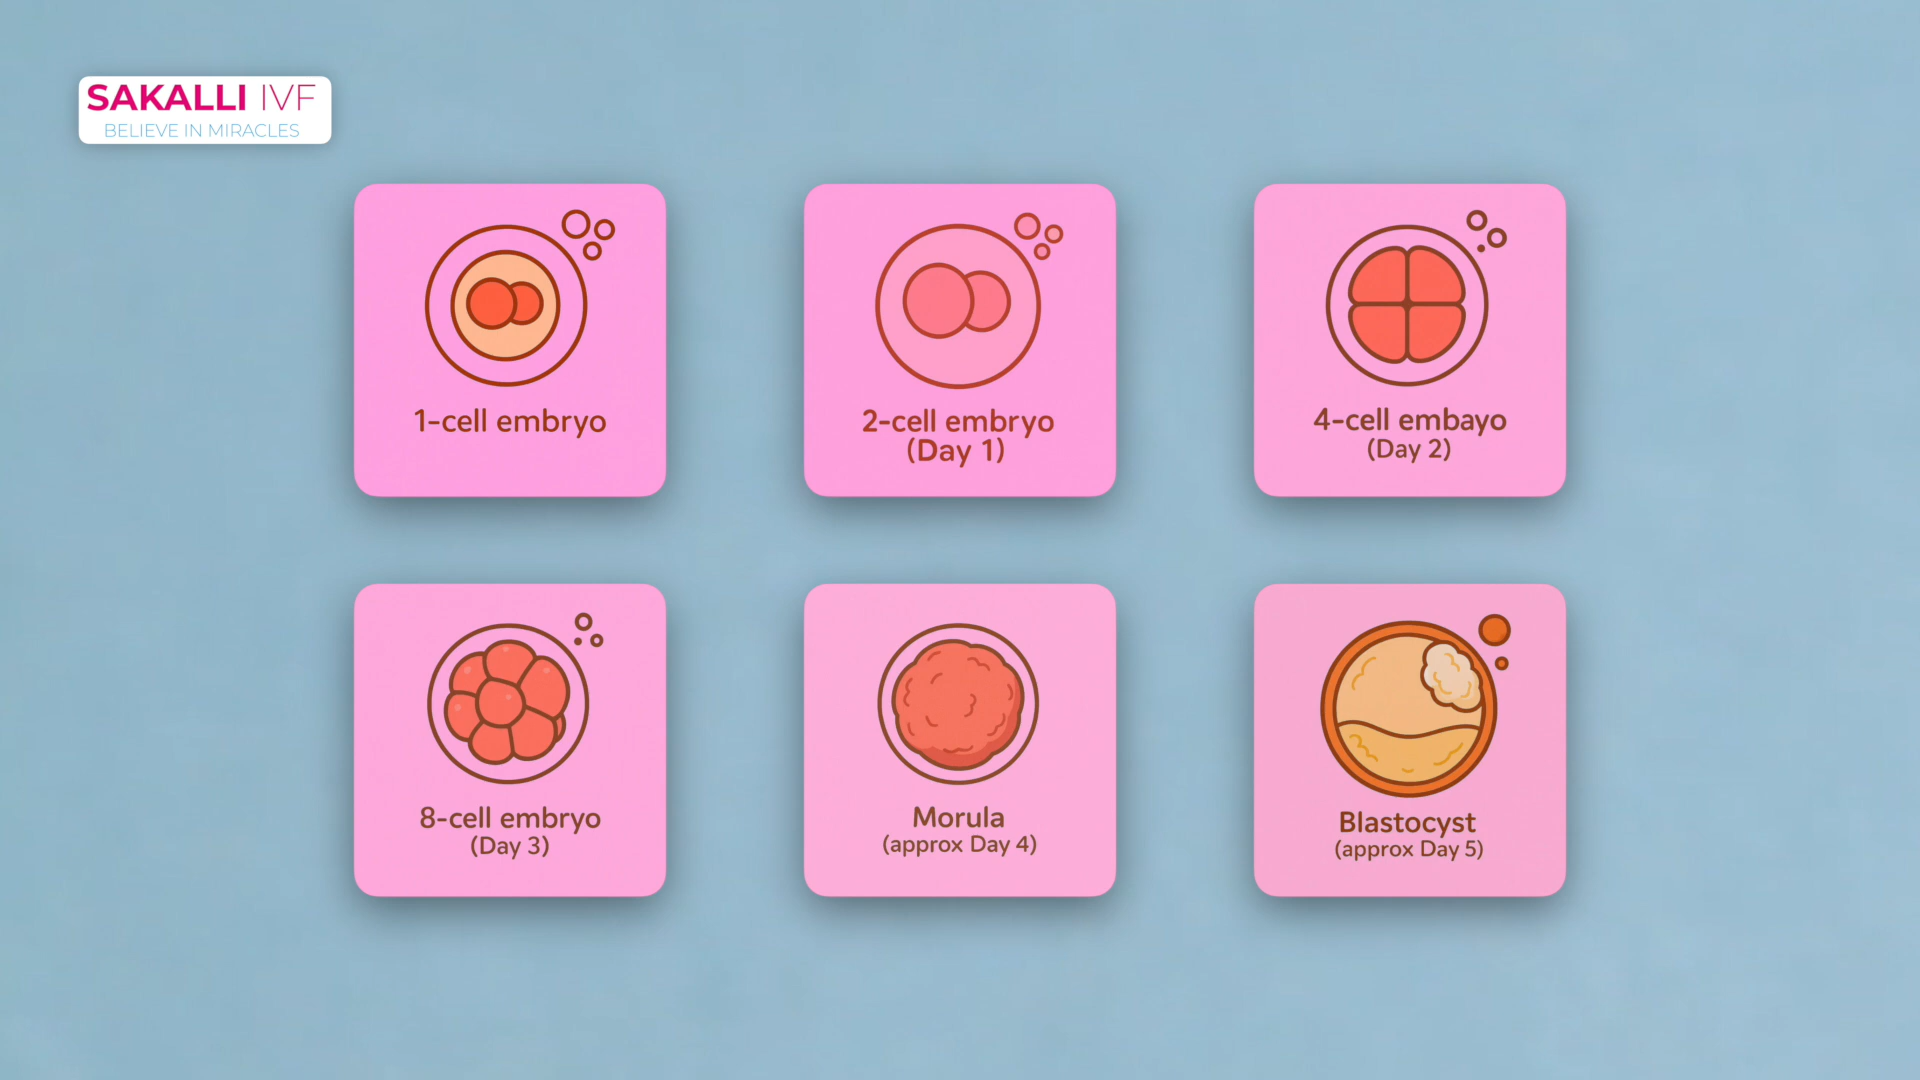 SAKALLI IVF
BELIEVE IN MIRACLES
1-cell embryo
2-cell embryo
(Day 1)
4-cell embayo
(Day 2)
8-cell embryo
(Day 3)
Morula
(approx Day 4)
Blastocyst
(approx Day 5)